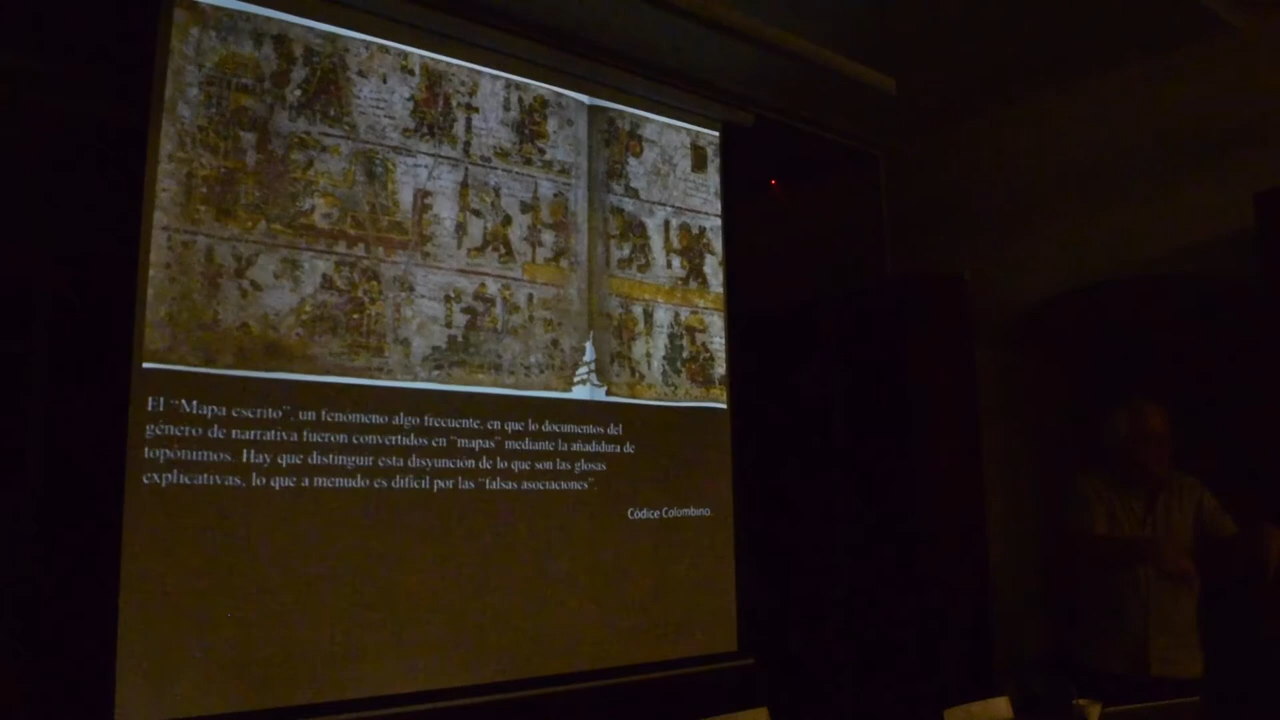 El “Mapa escrito”, un fenómeno algo frecuente, en que lo documentos del
género de narrativa fueron convertidos en “mapas” mediante la añadidura de
topónimos. Hay que distinguir esta disyunción de lo que son las glosas
explicativas, lo que a menudo es difícil por las “falsas asociaciones”.
Códice Colombino.